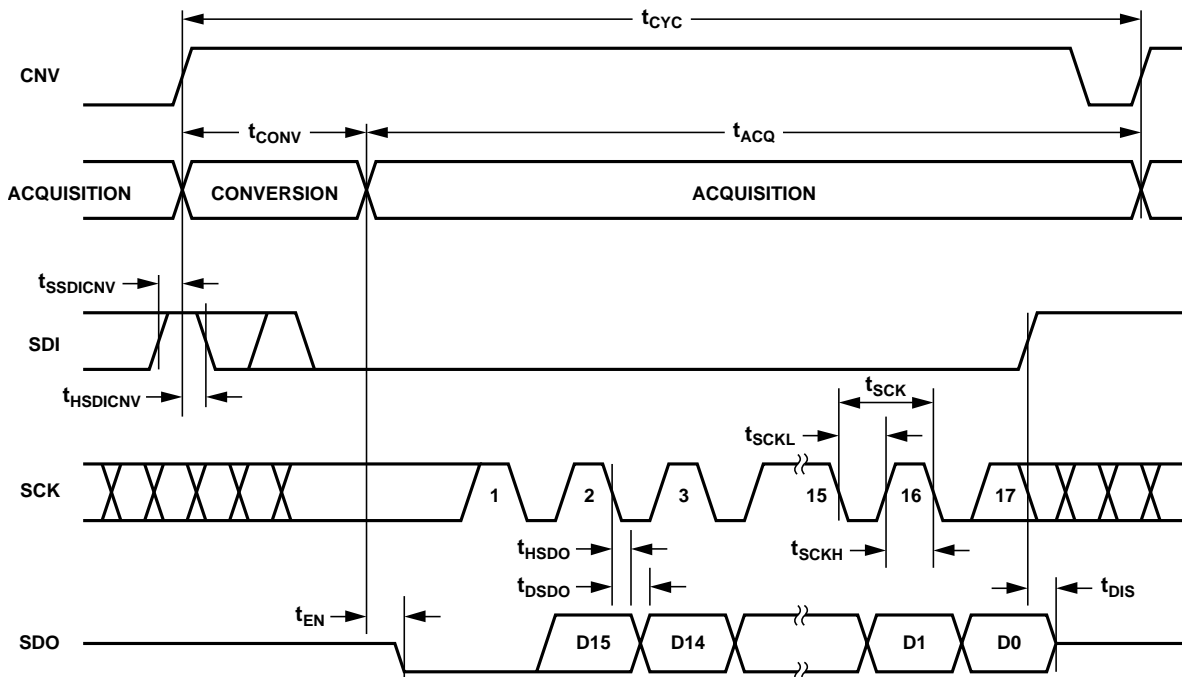 tCYC
CNV
tCONV
tACQ
ACQUISITION
CONVERSION
ACQUISITION
tSSDICNV
SDI
tHSDICNV
tSCK
tSCKL
SCK
1
2
3
15
16
17
tHSDO
tSCKH
tDSDO
tDIS
tEN
SDO
D15
D14
D1
D0